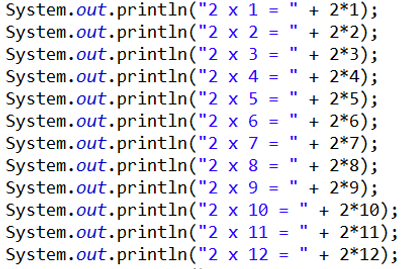 System.out.println("2 x 1 = " + 2*1);
System.out.println("2 x 2 = " + 2*2);
System.out.println("2 x 3 = " + 2*3);
System.out.println("2 x 4 = " + 2*4);
System.out.println("2 x 5 = " + 2*5);
System.out.println("2 x 6 = " + 2*6);
System.out.println("2 x 7 = " + 2*7);
System.out.println("2 x 8 = " + 2*8);
System.out.println("2 x 9 = " + 2*9);
System.out.println("2 x 10 = " + 2*10);
System.out.println("2 x 11 = " + 2*11);
System.out.println("2 x 12 = " + 2*12);